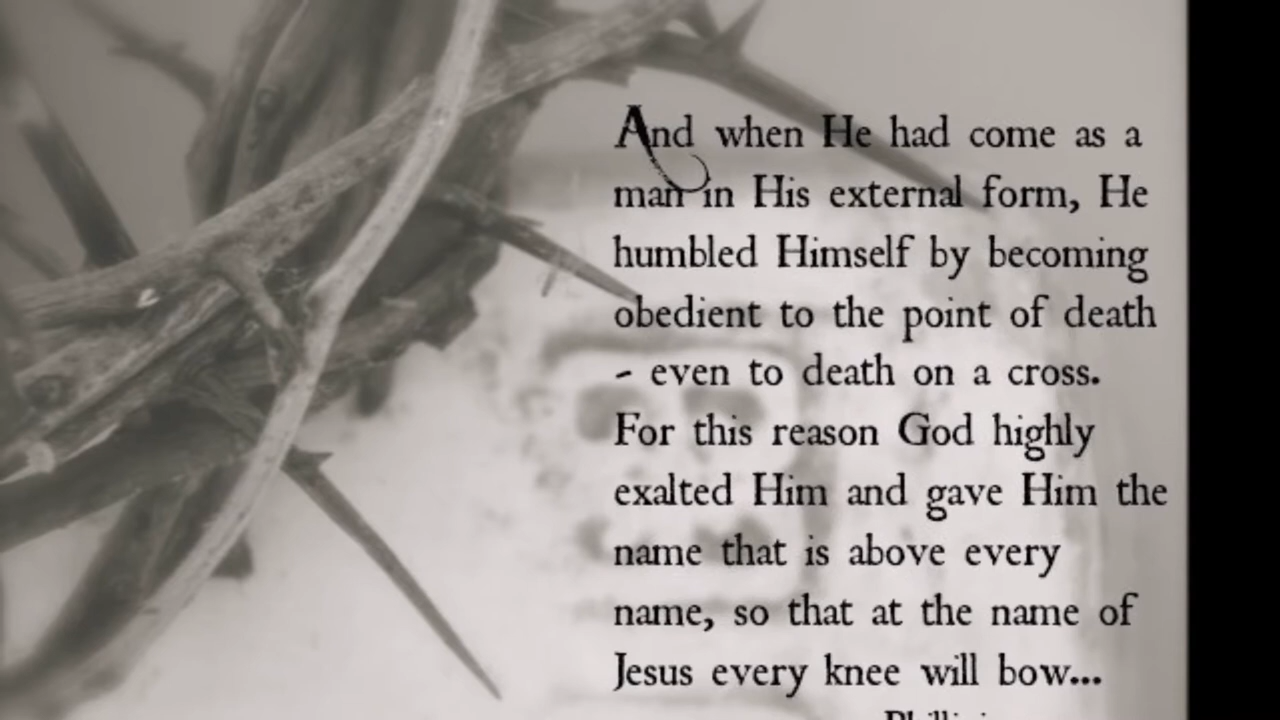 And when He had come as a
man in His external form, He
humbled Himself by becoming
obedient to the point of death
- even to death on a cross.
For this reason God highly
exalted Him and gave Him the
name that is above every
name, so that at the name of
Jesus every knee will bow...